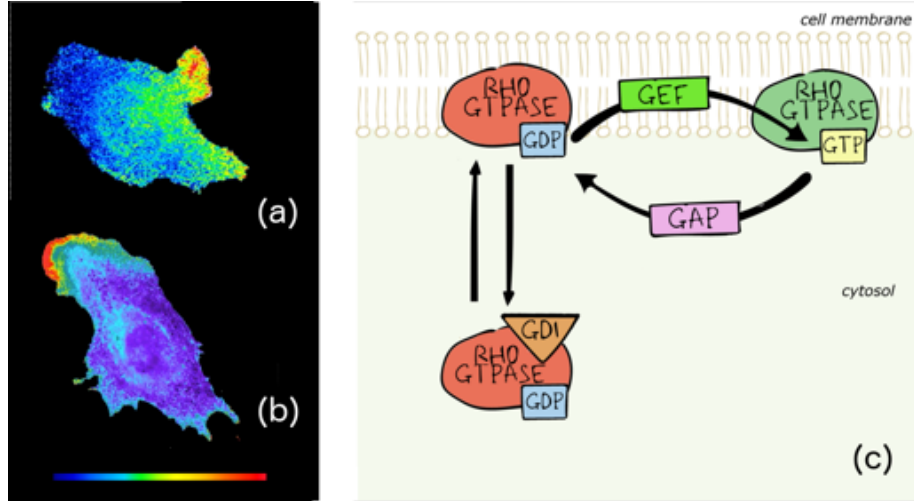 (a)
(b)
cell membrane
RHO
GTPASE
GDP
GEF
RHO
GTPASE
GTP
GAP
cytosol
GDI
RHO
GTPASE
GDP
(c)